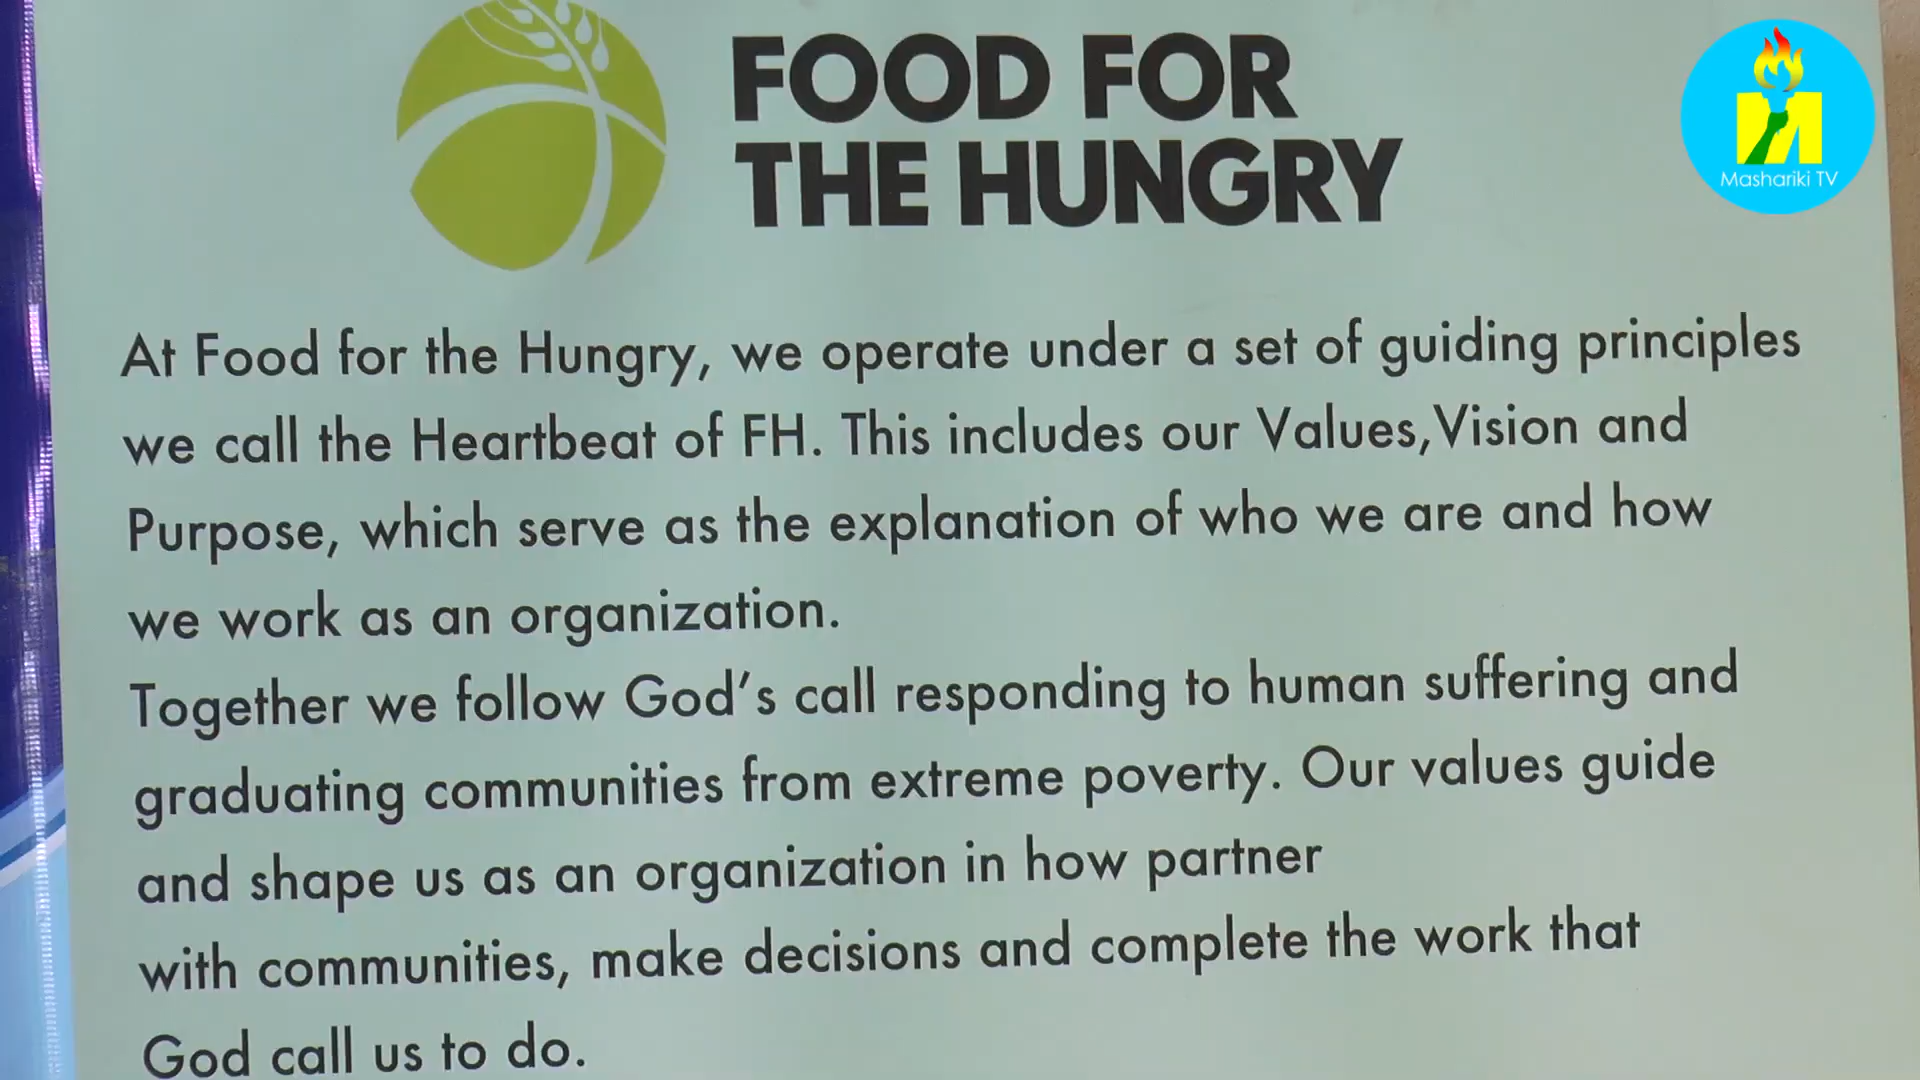 FOOD FOR
THE HUNGRY
Mashariki TV
At Food for the Hungry, we operate under a set of guiding principles
we call the Heartbeat of FH. This includes our Values,Vision and
Purpose, which serve as the explanation of who we are and how
we work as an organization.
Together we follow God's call responding to human suffering and
graduating communities from extreme poverty. Our values guide
and shape us as an organization in how partner
with communities, make decisions and complete the work that
God call us to do.